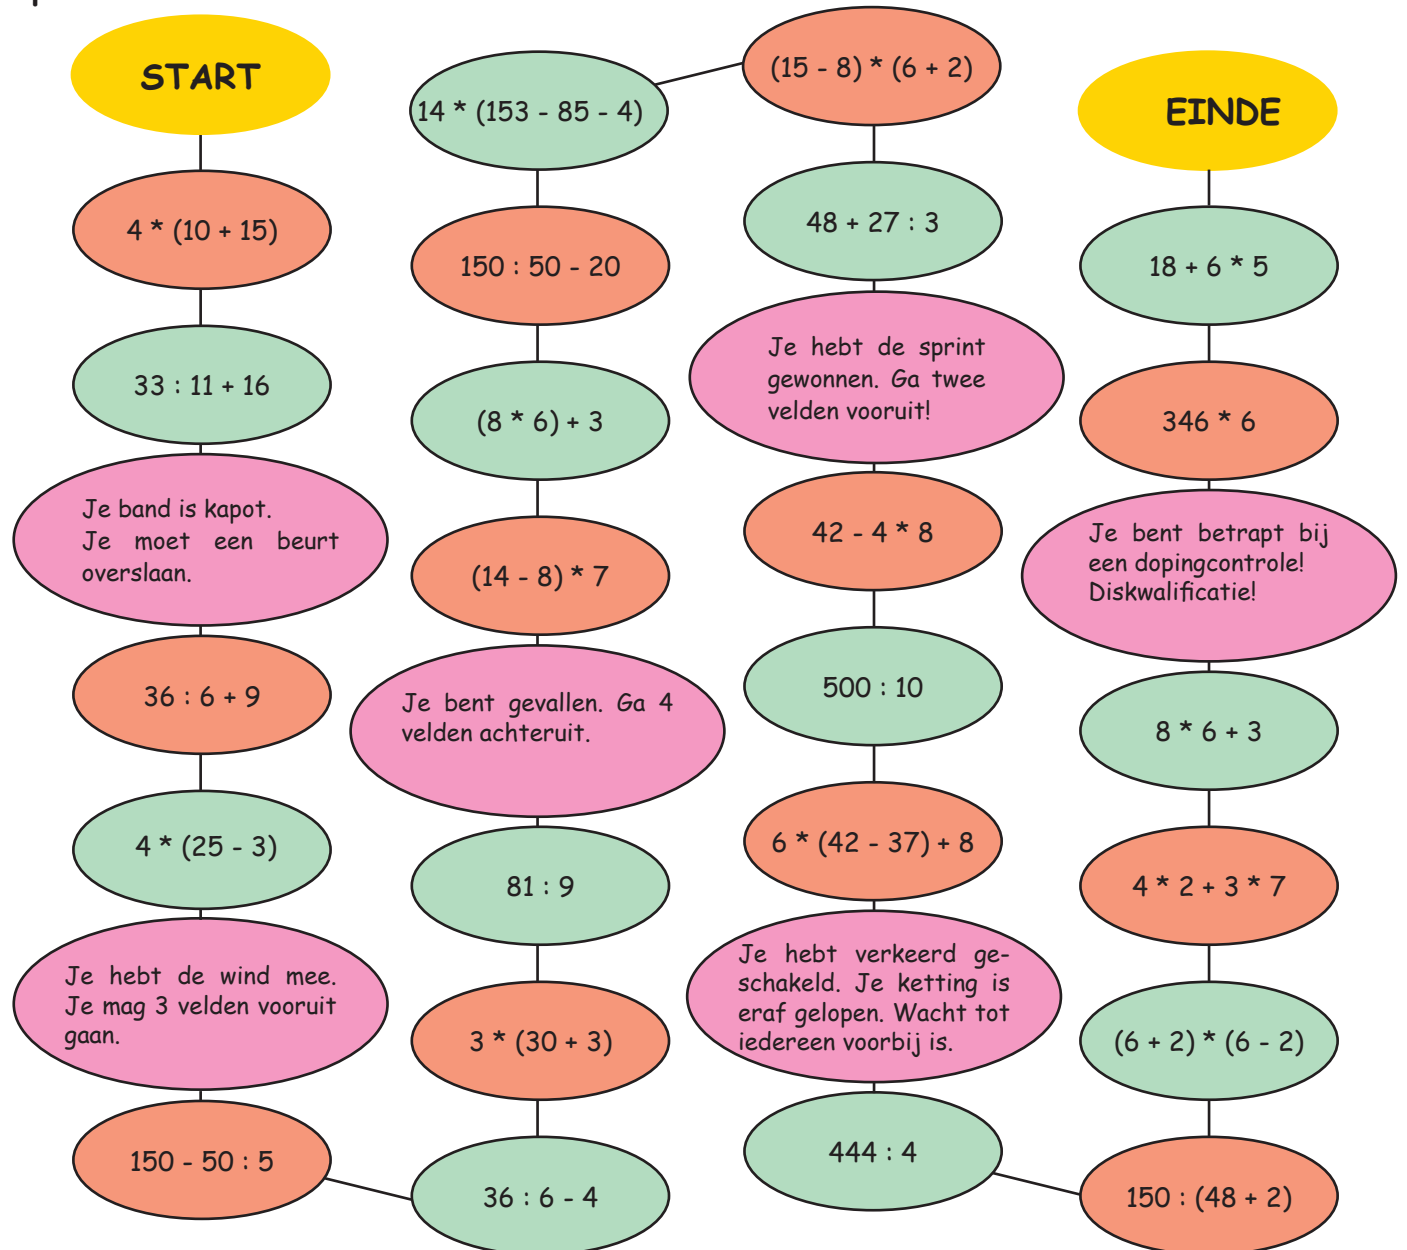 START
4 * (10 + 15)
33 : 11 + 16
Je band is kapot.
Je moet een beurt
overslaan.
36 : 6 + 9
4 * (25 - 3)
Je hebt de wind mee.
Je mag 3 velden vooruit
gaan.
150 - 50 : 5
36 : 6 - 4
3 * (30 + 3)
81 : 9
Je bent gevallen. Ga 4
velden achteruit.
(14 - 8) * 7
(8 * 6) + 3
150 : 50 - 20
14 * (153 - 85 - 4)
(15 - 8) * (6 + 2)
48 + 27 : 3
Je hebt de sprint
gewonnen. Ga twee
velden vooruit!
42 - 4 * 8
500 : 10
6 * (42 - 37) + 8
Je hebt verkeerd ge-
schakeld. Je ketting is
eraf gelopen. Wacht tot
iedereen voorbij is.
444 : 4
150 : (48 + 2)
(6 + 2) * (6 - 2)
4 * 2 + 3 * 7
8 * 6 + 3
Je bent betrapt bij
een dopingcontrole!
Diskwalificatie!
346 * 6
18 + 6 * 5
EINDE